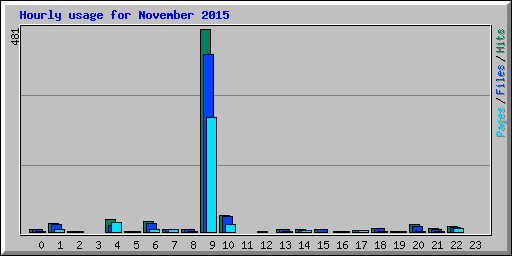 Hourly usage for November 2015
481
Pages/Files/Hits
0 1 2 3 4 5 6 7 8 9 10 11 12 13 14 15 16 17 18 19 20 21 22 23